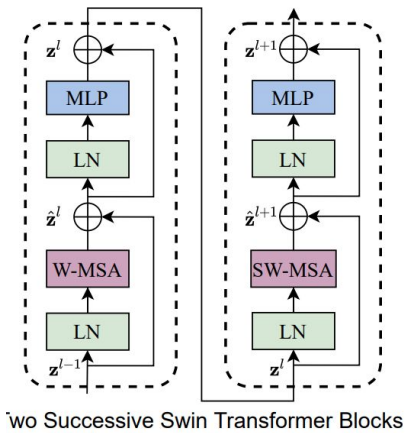 z^l
MLP
LN
ẑ^l
W-MSA
LN
z^{l-1}
z^{l+1}
MLP
LN
ẑ^{l+1}
SW-MSA
LN
z^l
wo Successive Swin Transformer Blocks